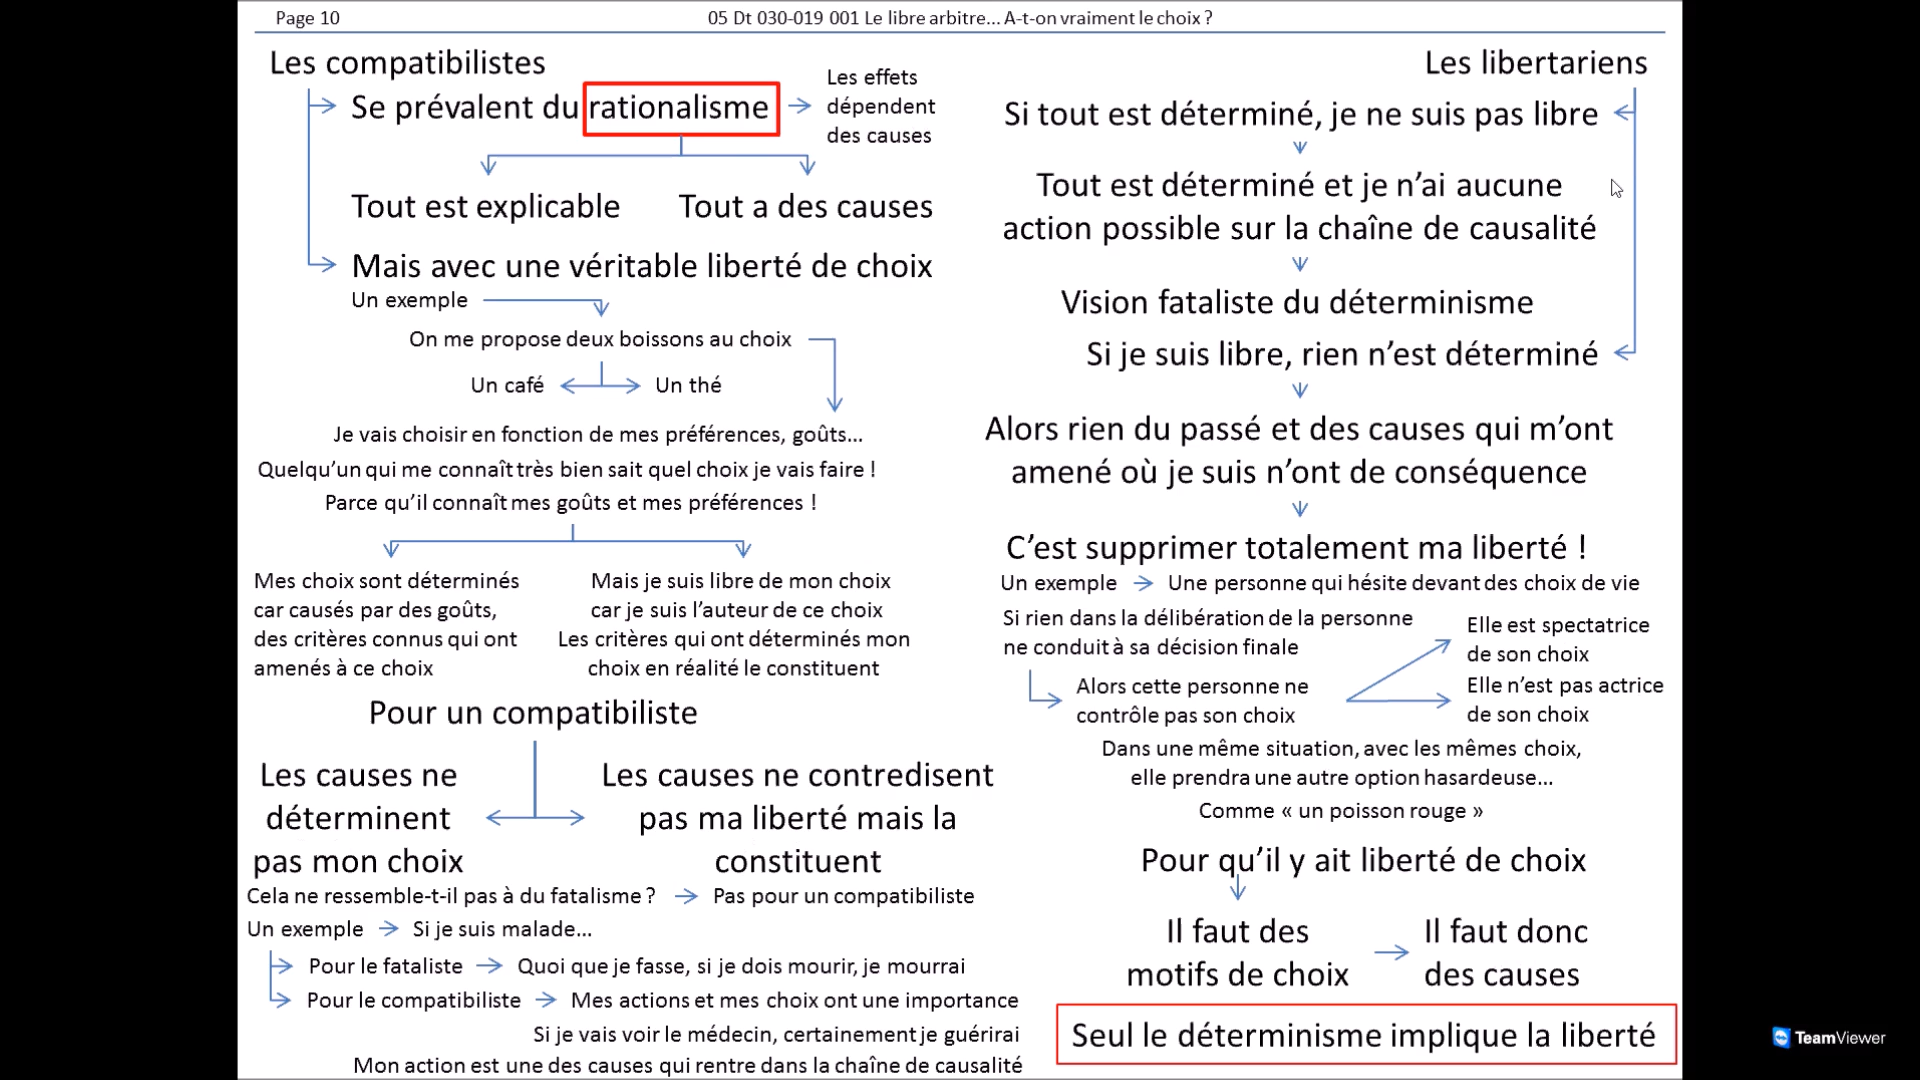 Page 10
05 Dt 030-019 001 Le libre arbitre... A-t-on vraiment le choix ?
Les compatibilistes
Se prévalent du rationalisme
Les effets
dépendent
des causes
Tout est explicable
Tout a des causes
Mais avec une véritable liberté de choix
Un exemple
On me propose deux boissons au choix
Un café
Un thé
Je vais choisir en fonction de mes préférences, goûts...
Quelqu'un qui me connaît très bien sait quel choix je vais faire !
Parce qu'il connaît mes goûts et mes préférences !
Mes choix sont déterminés
car causés par des goûts,
des critères connus qui ont
amenés à ce choix
Mais je suis libre de mon choix
car je suis l'auteur de ce choix
Les critères qui ont déterminés mon
choix en réalité le constituent
Pour un compatibiliste
Les causes ne
déterminent
pas mon choix
Les causes ne contredisent
pas ma liberté mais la
constituent
Cela ne ressemble-t-il pas à du fatalisme ?
Pas pour un compatibiliste
Un exemple
Si je suis malade...
Pour le fataliste
Quoi que je fasse, si je dois mourir, je mourrai
Pour le compatibiliste
Mes actions et mes choix ont une importance
Si je vais voir le médecin, certainement je guérirai
Mon action est une des causes qui rentre dans la chaîne de causalité
Les libertariens
Si tout est déterminé, je ne suis pas libre
Tout est déterminé et je n'ai aucune
action possible sur la chaîne de causalité
Vision fataliste du déterminisme
Si je suis libre, rien n'est déterminé
Alors rien du passé et des causes qui m'ont
amené où je suis n'ont de conséquence
C'est supprimer totalement ma liberté !
Un exemple
Une personne qui hésite devant des choix de vie
Si rien dans la délibération de la personne
ne conduit à sa décision finale
Alors cette personne ne
contrôle pas son choix
Elle est spectatrice
de son choix
Elle n'est pas actrice
de son choix
Dans une même situation, avec les mêmes choix,
elle prendra une autre option hasardeuse...
Comme « un poisson rouge »
Pour qu'il y ait liberté de choix
Il faut des
motifs de choix
Il faut donc
des causes
Seul le déterminisme implique la liberté
TeamViewer